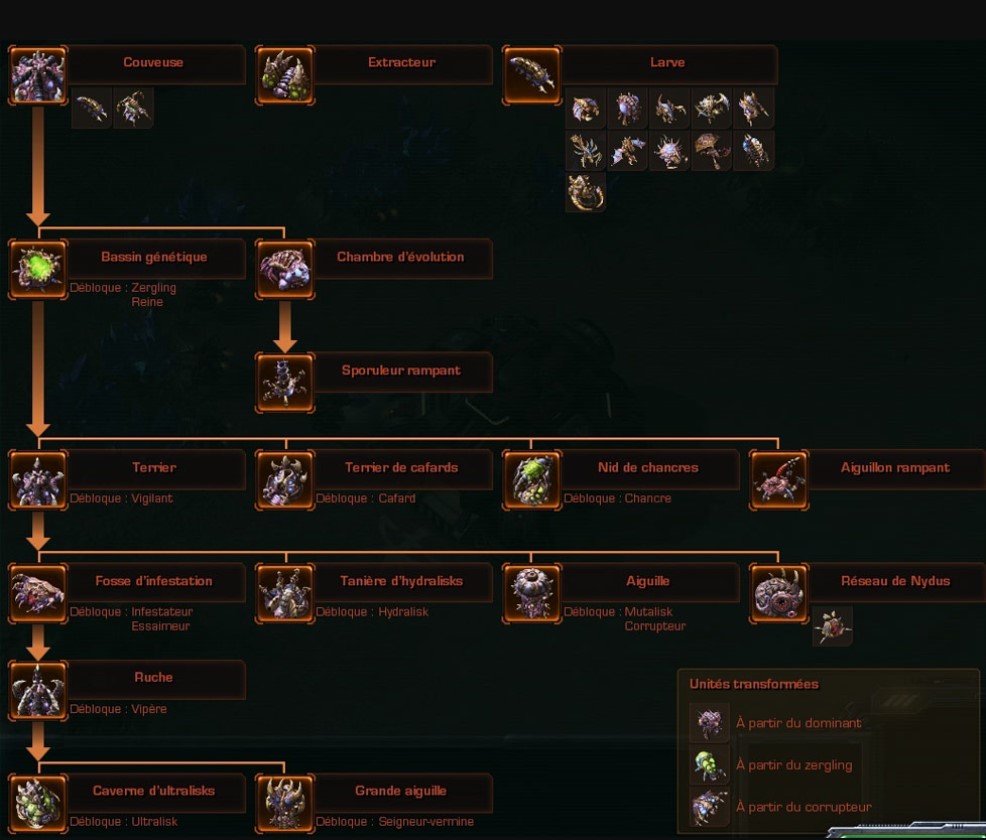 Couveuse
Extracteur
Larve
Bassin génétique
Débloque : Zergling
Reine
Chambre d'évolution
Sporuleur rampant
Terrier
Débloque : Vigilant
Terrier de cafards
Débloque : Cafard
Nid de chancres
Débloque : Chancre
Aiguillon rampant
Fosse d'infestation
Débloque : Infestateur
Essaimeur
Tanière d'hydralisks
Débloque : Hydralisk
Aiguille
Débloque : Mutalisk
Corrupteur
Réseau de Nydus
Ruche
Débloque : Vipère
Caverne d'ultralisks
Débloque : Ultralisk
Grande aiguille
Débloque : Seigneur-vermine
Unités transformées
À partir du dominant
À partir du zergling
À partir du corrupteur